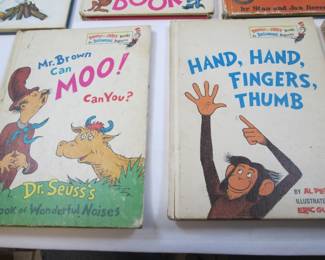 BOOK
by Stan and Jan Beren
Mr. Brown
Can
MOO!
Can You?
Dr. Seuss's
Book of Wonderful Noises
HAND, HAND,
FINGERS,
THUMB
BY AL PE
ILLUSTRATE
ERIC GU